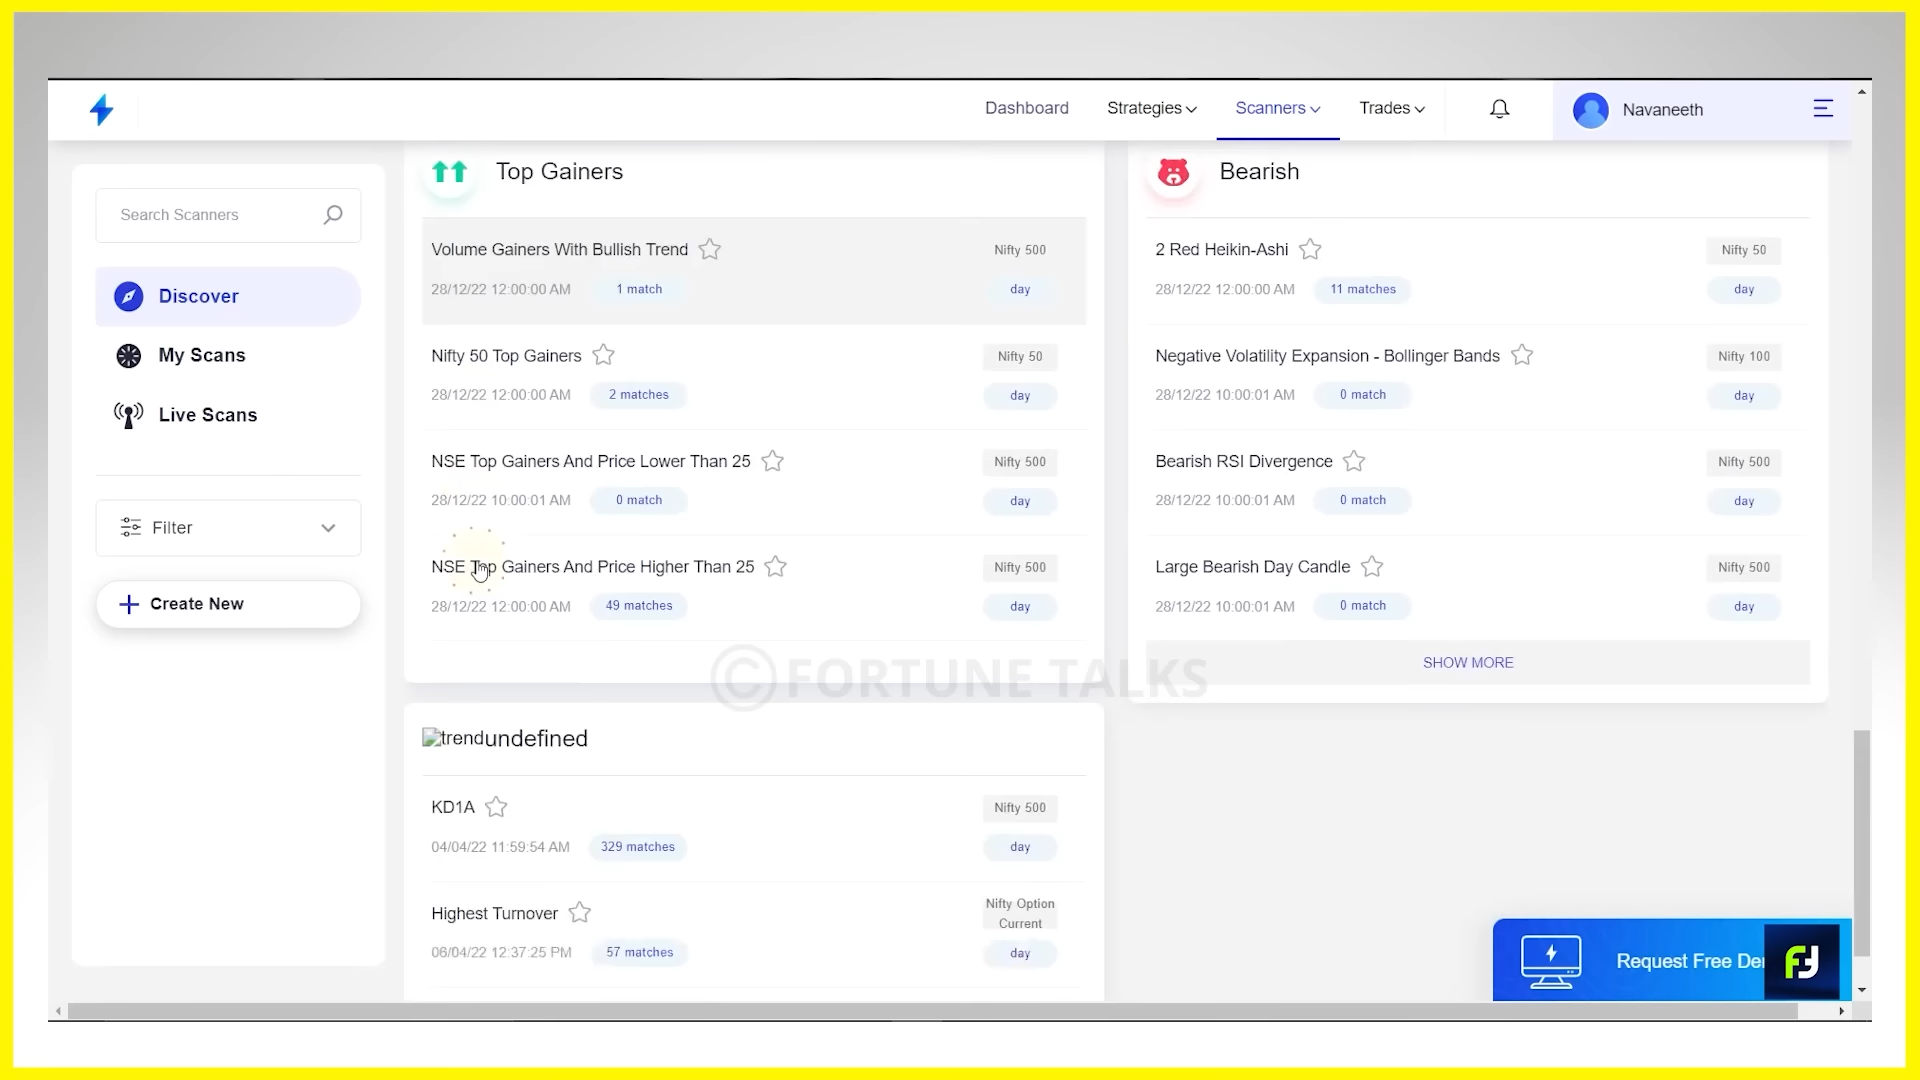 Dashboard
Strategies
Scanners
Trades
Navaneeth
Search Scanners
Discover
My Scans
Live Scans
Filter
Create New
Top Gainers
Volume Gainers With Bullish Trend
Nifty 500
28/12/22 12:00:00 AM
1 match
day
Nifty 50 Top Gainers
Nifty 50
28/12/22 12:00:00 AM
2 matches
day
NSE Top Gainers And Price Lower Than 25
Nifty 500
28/12/22 10:00:01 AM
0 match
day
NSE Top Gainers And Price Higher Than 25
Nifty 500
28/12/22 12:00:00 AM
49 matches
day
Bearish
2 Red Heikin-Ashi
Nifty 50
28/12/22 12:00:00 AM
11 matches
day
Negative Volatility Expansion - Bollinger Bands
Nifty 100
28/12/22 10:00:01 AM
0 match
day
Bearish RSI Divergence
Nifty 500
28/12/22 10:00:01 AM
0 match
day
Large Bearish Day Candle
Nifty 500
28/12/22 10:00:01 AM
0 match
day
SHOW MORE
© FORTUNE TALKS
trendundefined
KD1A
Nifty 500
04/04/22 11:59:54 AM
329 matches
day
Highest Turnover
Nifty Option
Current
06/04/22 12:37:25 PM
57 matches
day
Request Free De